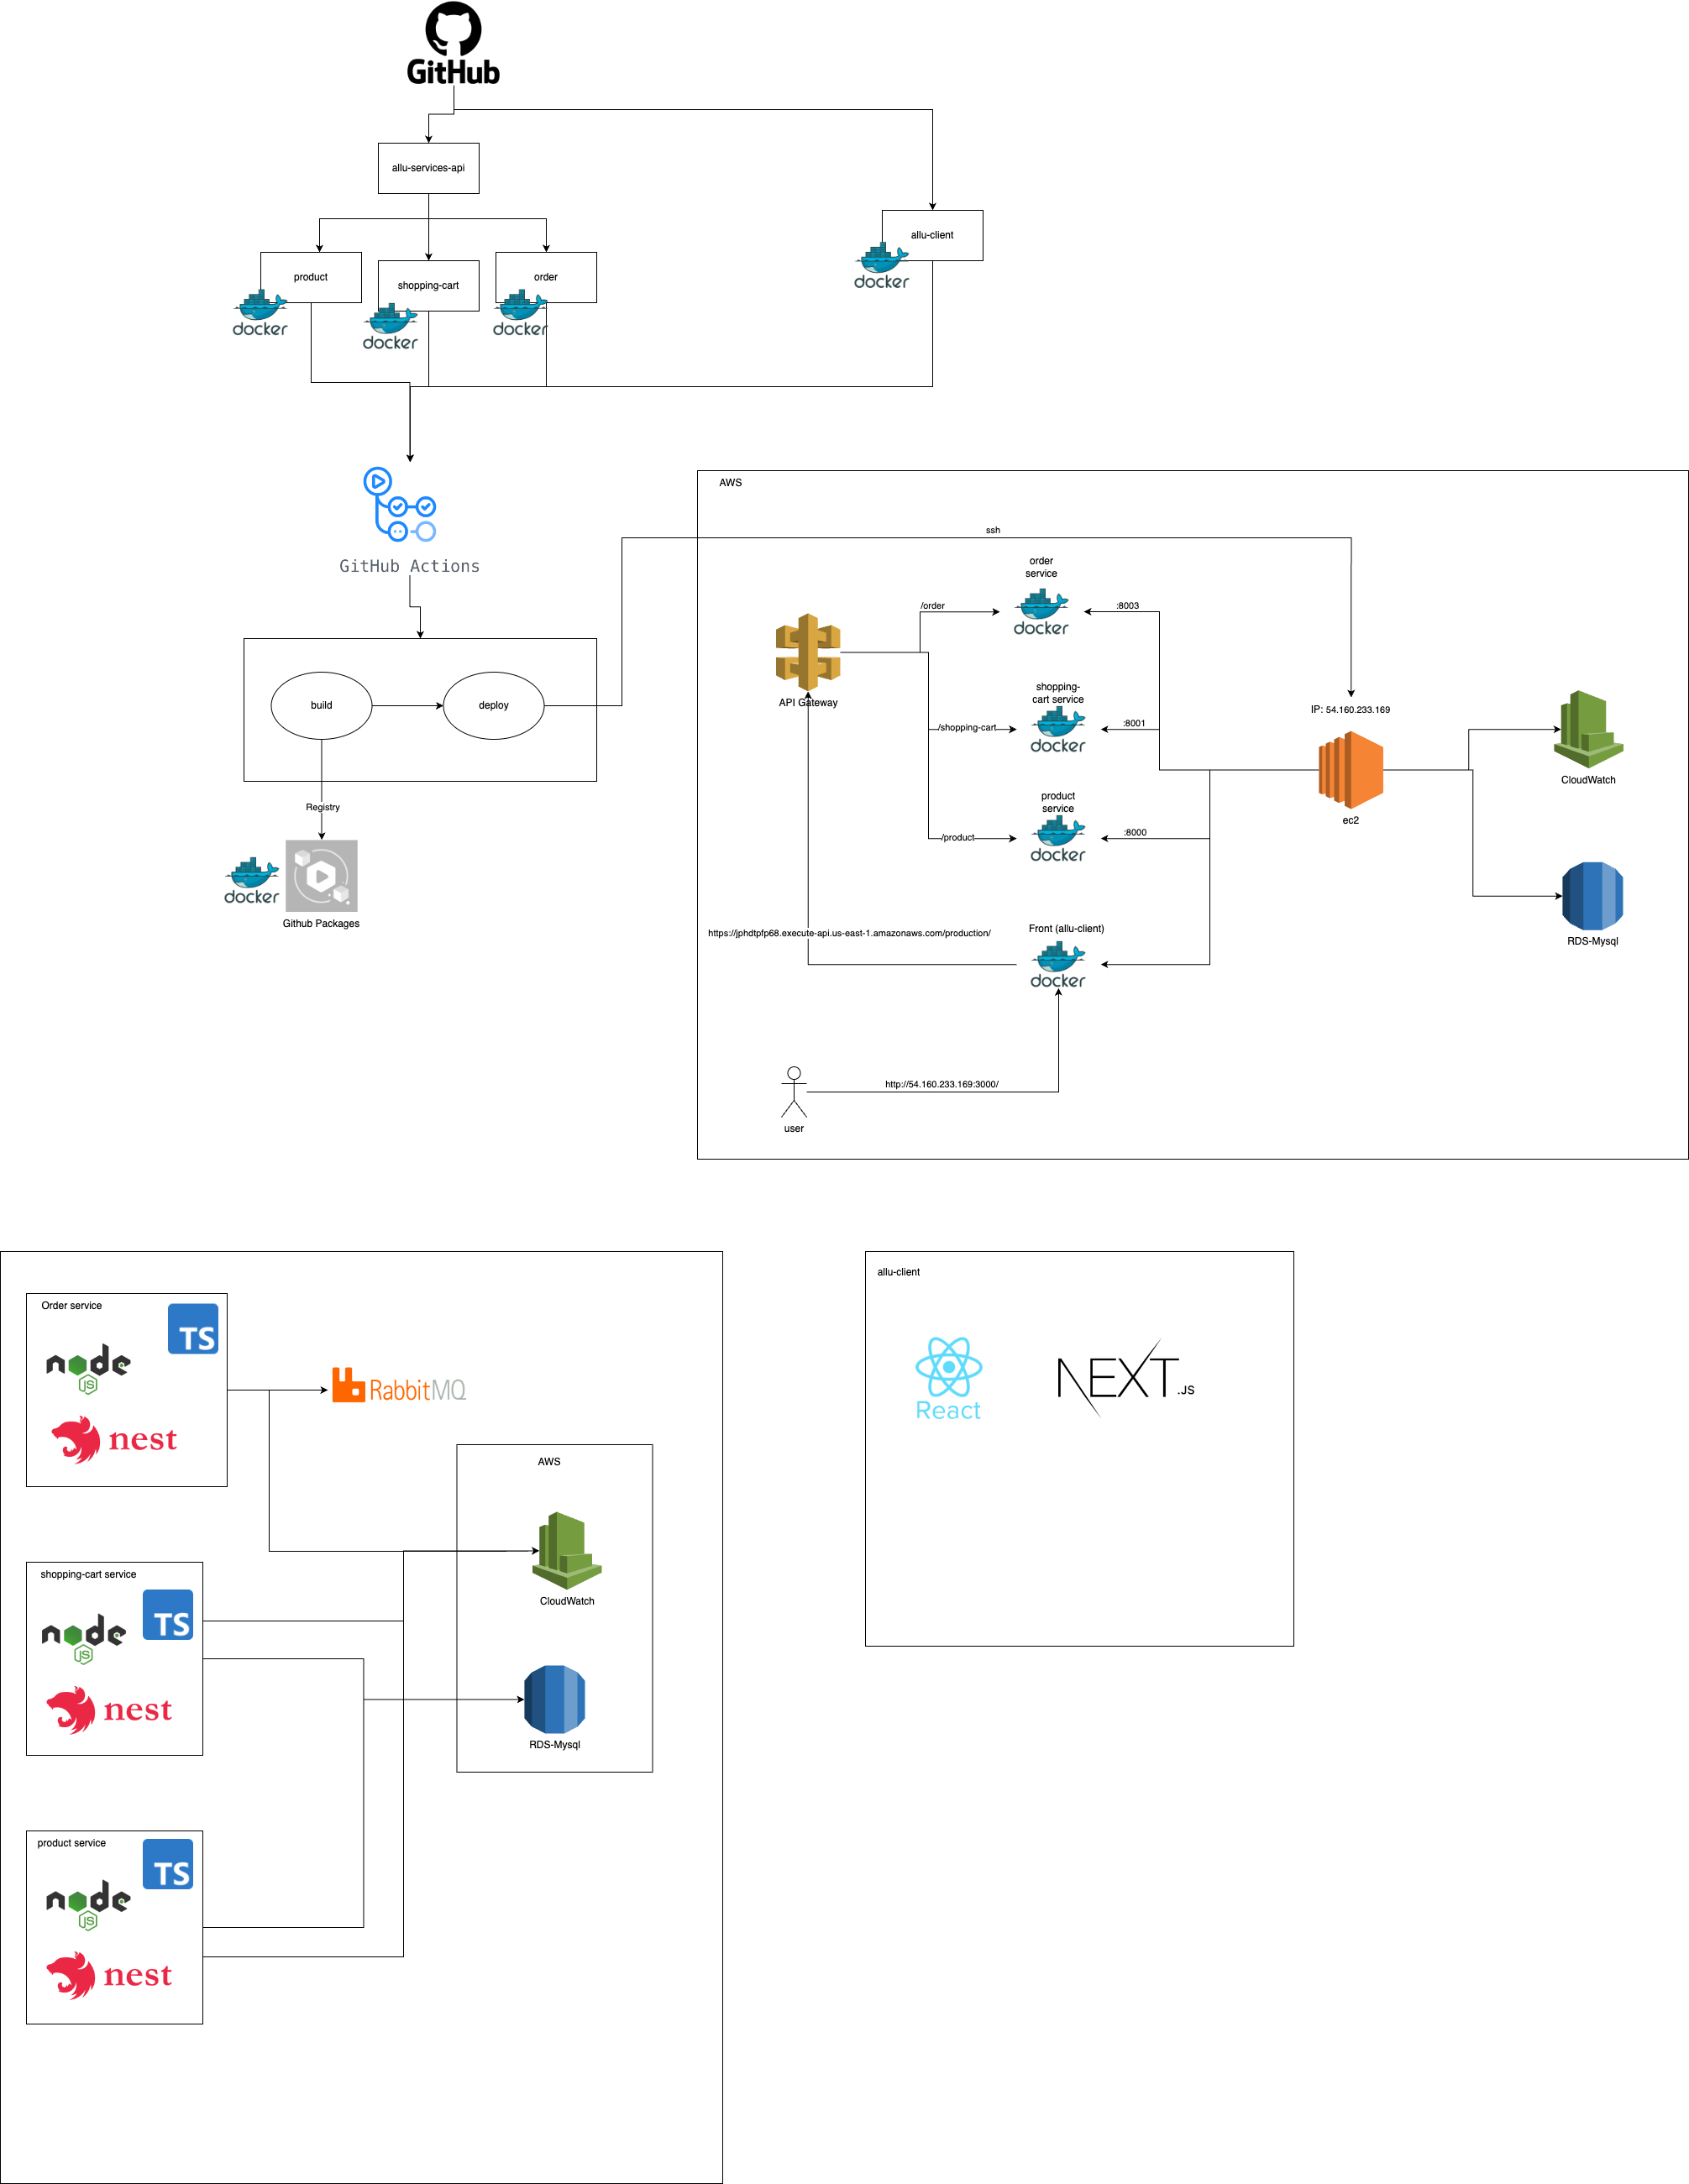 GitHub
allu-services-api
allu-client
docker
product
shopping-cart
order
docker
docker
docker
GitHub Actions
build
deploy
Registry
docker
Github Packages
AWS
ssh
order
service
/order
docker
:8003
API Gateway
shopping-
cart service
/shopping-cart
docker
:8001
IP: 54.160.233.169
ec2
CloudWatch
product
service
/product
docker
:8000
RDS-Mysql
https://jphdtpfp68.execute-api.us-east-1.amazonaws.com/production/
Front (allu-client)
docker
http://54.160.233.169:3000/
user
Order service
TS
node
JS
nest
RabbitMQ
AWS
CloudWatch
RDS-Mysql
shopping-cart service
TS
node
JS
nest
product service
TS
node
JS
nest
allu-client
React
NEXT.JS